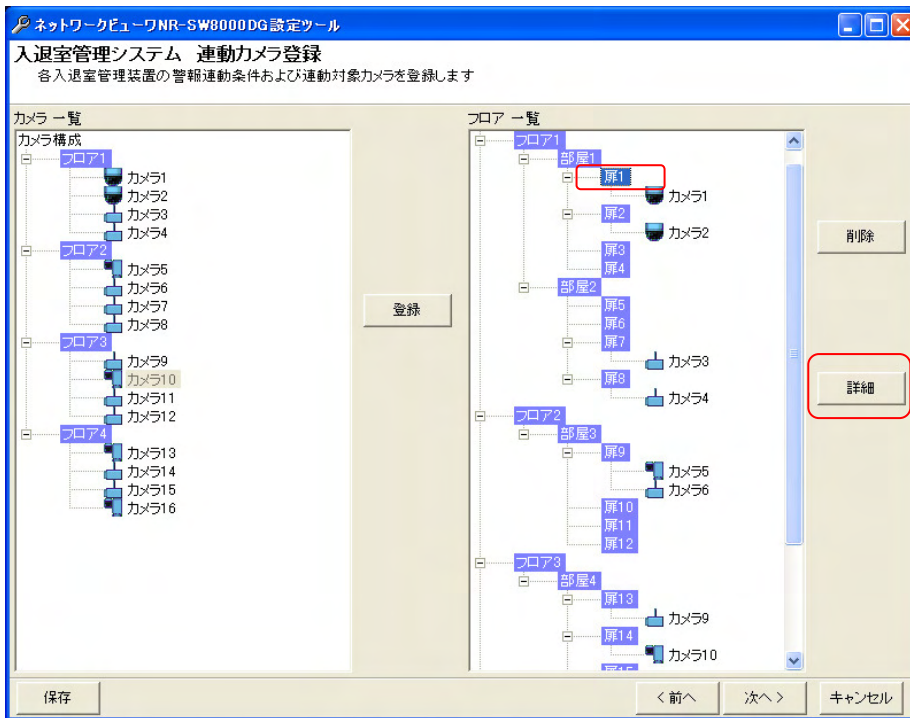 ネットワークビューワNR-SW8000DG設定ツール
入退室管理システム 連動カメラ登録
各入退室管理装置の警報連動条件および連動対象カメラを登録します
カメラ一覧
カメラ構成
フロア1
カメラ1
カメラ2
カメラ3
カメラ4
フロア2
カメラ5
カメラ6
カメラ7
カメラ8
フロア3
カメラ9
カメラ10
カメラ11
カメラ12
フロア4
カメラ13
カメラ14
カメラ15
カメラ16
登録
フロア一覧
フロア1
部屋1
扉1
カメラ1
扉2
カメラ2
扉3
扉4
部屋2
扉5
扉6
扉7
カメラ3
扉8
カメラ4
フロア2
部屋3
扉9
カメラ5
カメラ6
扉10
扉11
扉12
フロア3
部屋4
扉13
カメラ9
扉14
カメラ10
削除
詳細
保存
<前へ
次へ>
キャンセル